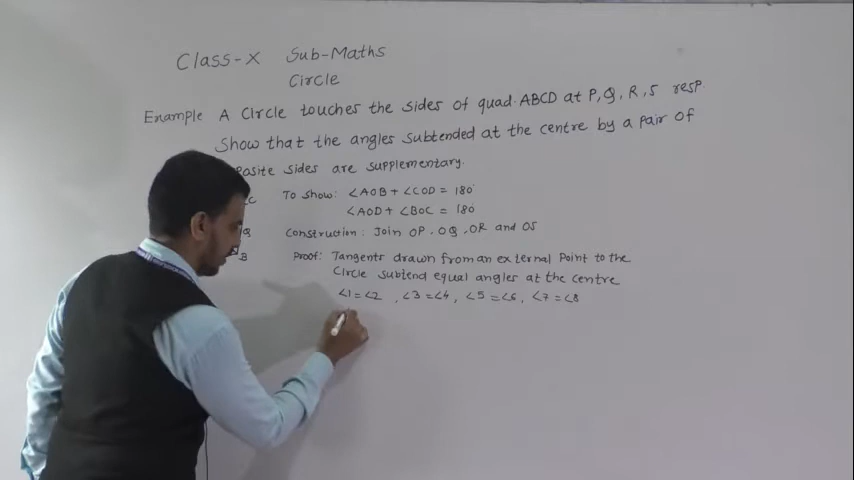 Class-X Sub-Maths
Circle
Example A Circle touches the sides of quad. ABCD at P, Q, R, S resp.
Show that the angles subtended at the centre by a pair of
posite sides are supplementary.
C To Show: ∠AOB + ∠COD = 180°
∠AOD + ∠BOC = 180°
Q Construction: Join OP, OQ, OR and OS
B Proof: Tangents drawn from an external point to the
Circle subtend equal angles at the centre
∠1=∠2, ∠3=∠4, ∠5=∠6, ∠7=∠8